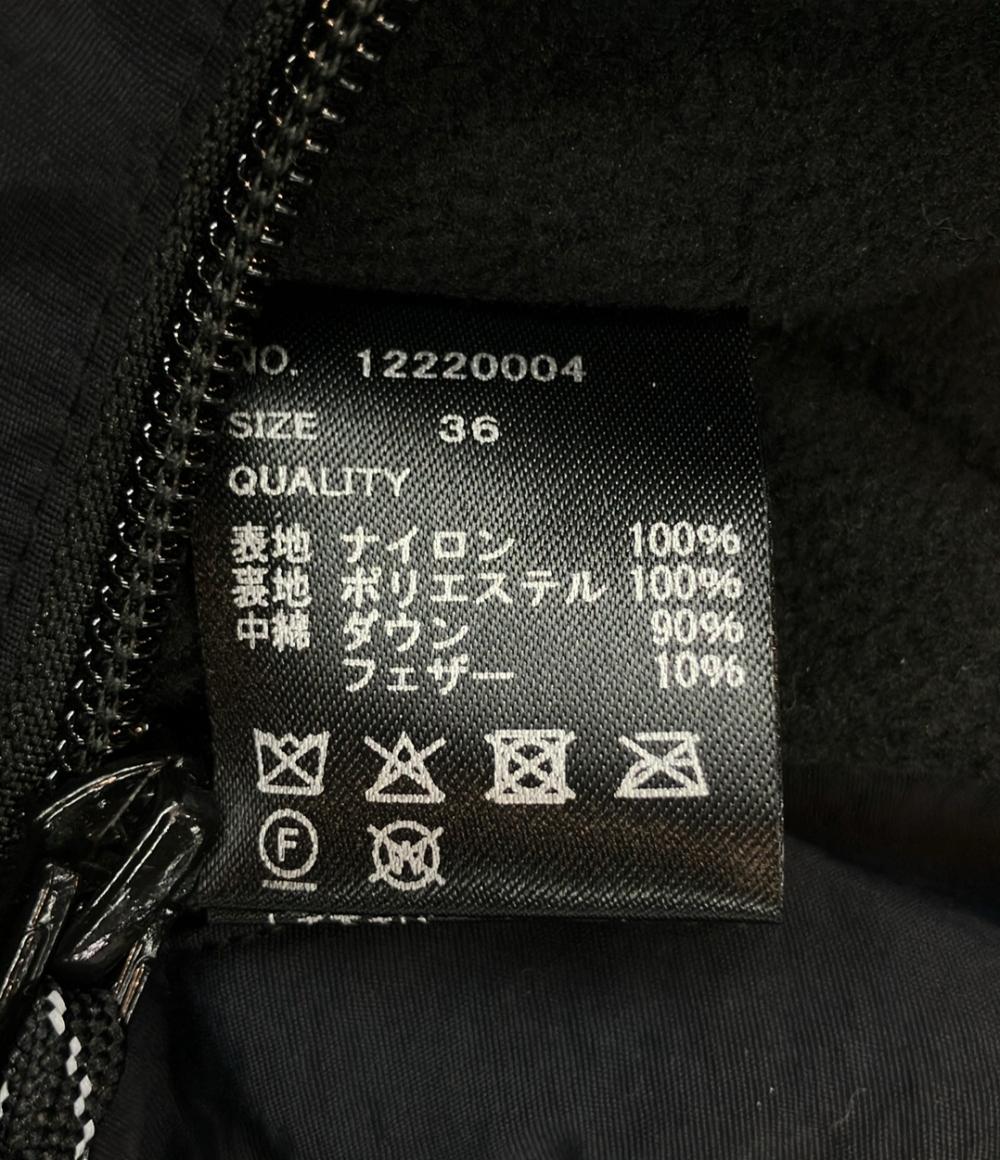 NO. 12220004
SIZE 36
QUALITY
表地 ナイロン 100%
裏地 ポリエステル 100%
中綿 ダウン 90%
フェザー 10%
F
W